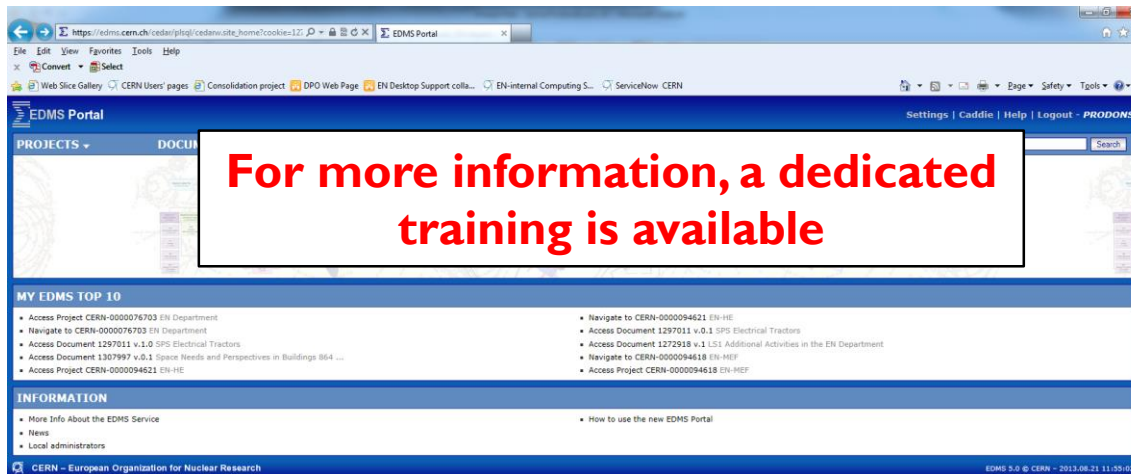 https://edms.cern.ch/cedar/plsql/cedarw.site_home?cookie=12 EDMS Portal
File Edit View Favorites Tools Help
x Convert Select
Web Slice Gallery CERN Users' pages Consolidation project DPO Web Page EN Desktop Support colla... EN-internal Computing S... ServiceNow CERN Page Safety Tools
EDMS Portal Settings | Caddie | Help | Logout - PRODONS
PROJECTS DOCUM Search
For more information, a dedicated
training is available
MY EDMS TOP 10
Access Project CERN-0000076703 EN Department
Navigate to CERN-0000076703 EN Department
Access Document 1297011 v.1.0 SPS Electrical Tractors
Access Document 1307997 v.0.1 Space Needs and Perspectives in Buildings 864 ...
Access Project CERN-0000094621 EN-HE
Navigate to CERN-0000094621 EN-HE
Access Document 1297011 v.0.1 SPS Electrical Tractors
Access Document 1272918 v.1 LS1 Additional Activities in the EN Department
Navigate to CERN-0000094618 EN-MEF
Access Project CERN-0000094618 EN-MEF
INFORMATION
More Info About the EDMS Service
News
Local administrators
How to use the new EDMS Portal
CERN – European Organization for Nuclear Research EDMS 5.0 © CERN – 2013.08.21 11:55:0